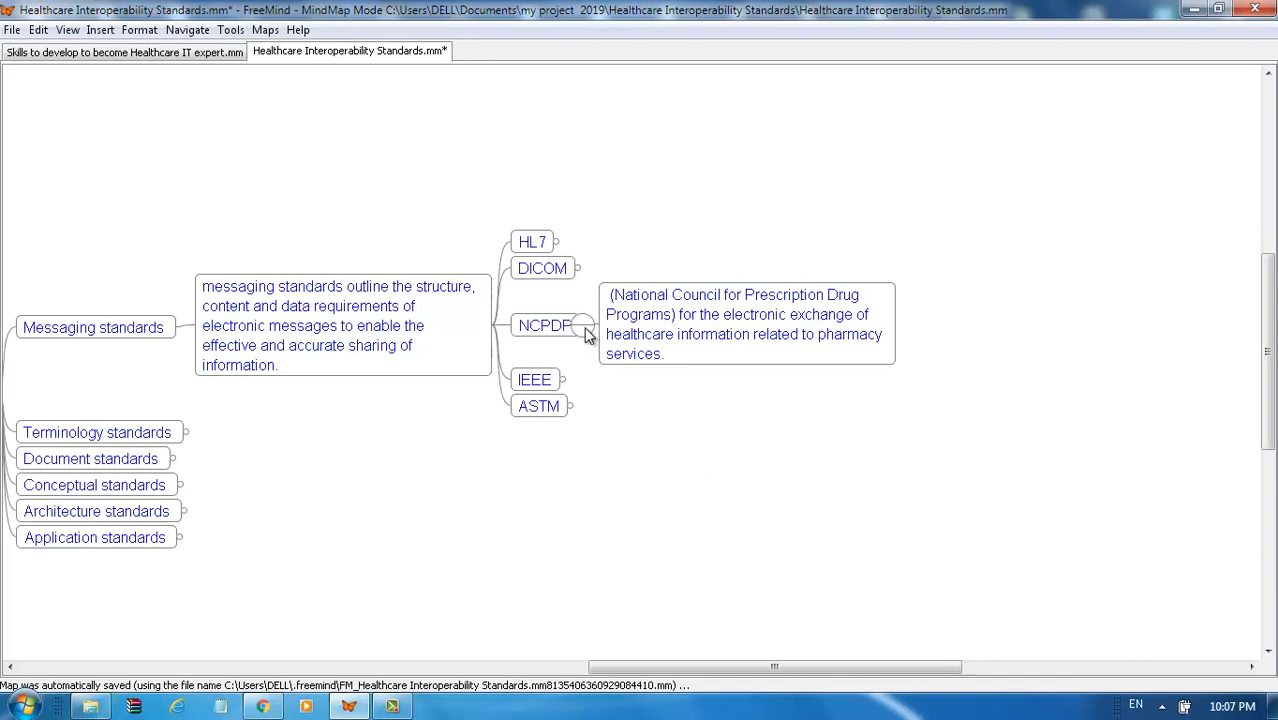 Healthcare Interoperability Standards.mm* - FreeMind - MindMap Mode C:\Users\DELL\Documents\my project  2019\Healthcare Interoperability Standards\Healthcare Interoperability Standards.mm
File Edit View Insert Format Navigate Tools Maps Help
Skills to develop to become Healthcare IT expert.mm Healthcare Interoperability Standards.mm*
Messaging standards
messaging standards outline the structure,
content and data requirements of
electronic messages to enable the
effective and accurate sharing of
information.
HL7
DICOM
NCPDP
(National Council for Prescription Drug
Programs) for the electronic exchange of
healthcare information related to pharmacy
services.
IEEE
ASTM
Terminology standards
Document standards
Conceptual standards
Architecture standards
Application standards
Map was automatically saved (using the file name C:\Users\DELL\.freemind\FM_Healthcare Interoperability Standards.mm8135406360929084410.mm) ...
EN 10:07 PM